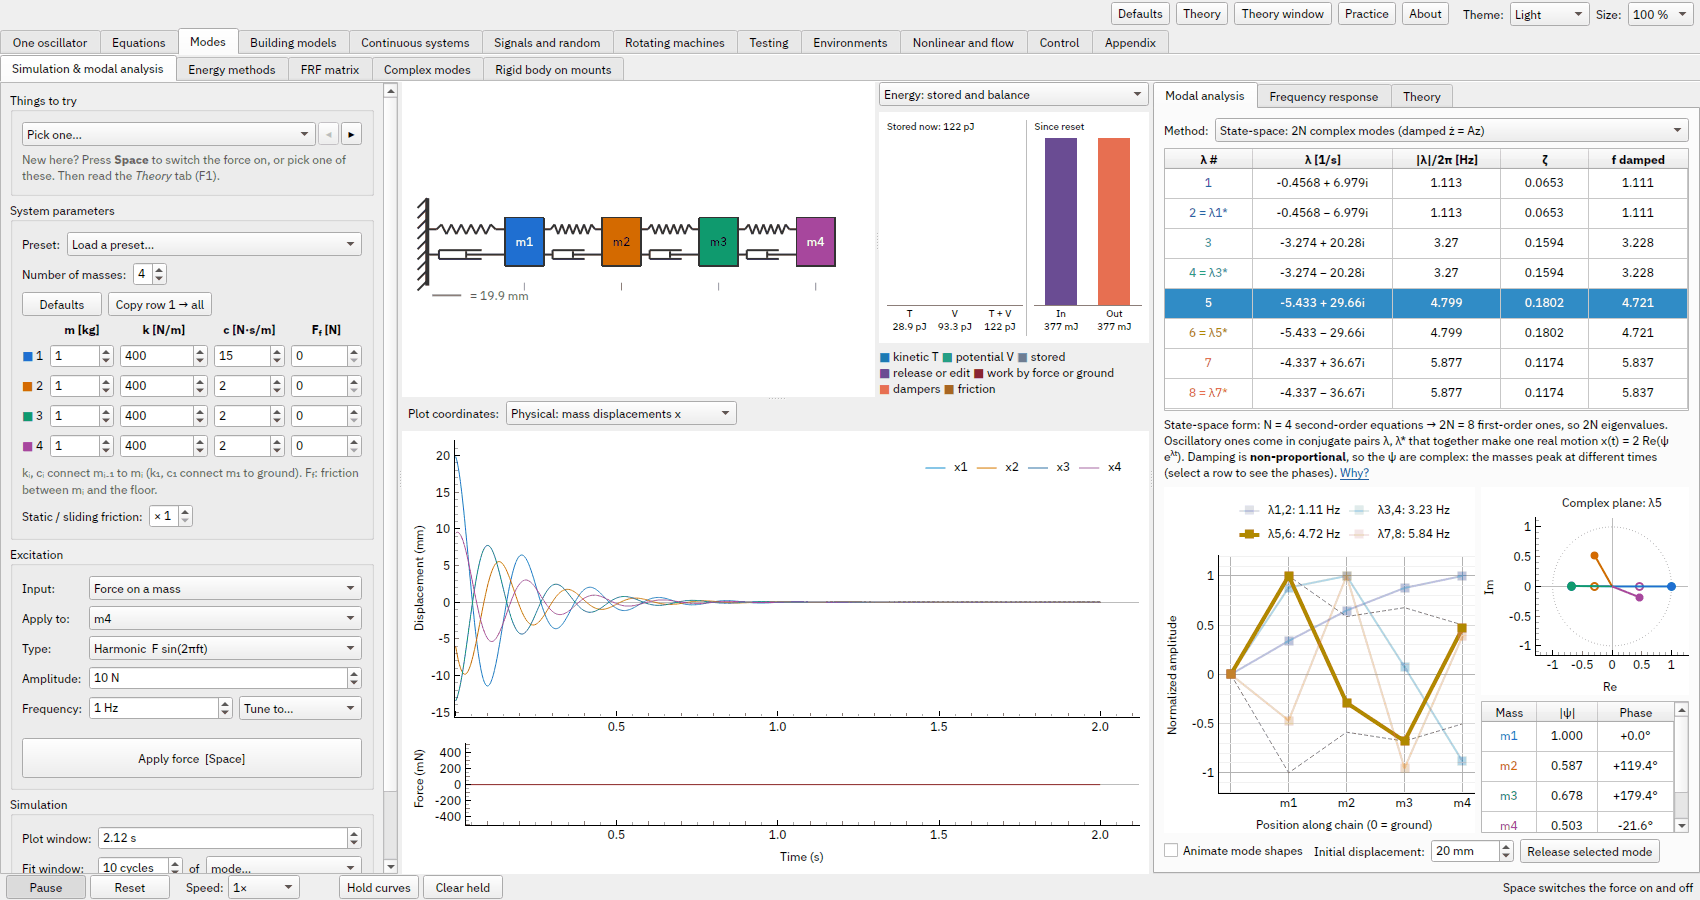 Defaults Theory Theory window Practice About Theme: Light Size: 100 %
One oscillator Equations Modes Building models Continuous systems Signals and random Rotating machines Testing Environments Nonlinear and flow Control Appendix
Simulation & modal analysis Energy methods FRF matrix Complex modes Rigid body on mounts
Things to try
Pick one...
New here? Press Space to switch the force on, or pick one of
these. Then read the Theory tab (F1).
System parameters
Preset: Load a preset...
Number of masses: 4
Defaults Copy row 1 → all
m [kg] k [N/m] c [N·s/m] Ff [N]
1 1 400 15 0
2 1 400 2 0
3 1 400 2 0
4 1 400 2 0
kᵢ, cᵢ connect mᵢ₋₁ to mᵢ (k₁, c₁ connect m₁ to ground). Ff: friction
between mᵢ and the floor.
Static / sliding friction: × 1
Excitation
Input: Force on a mass
Apply to: m4
Type: Harmonic F sin(2πft)
Amplitude: 10 N
Frequency: 1 Hz Tune to...
Apply force [Space]
Simulation
Plot window: 2.12 s
Fit window: 10 cycles of mode...
Pause Reset Speed: 1× Hold curves Clear held
m1 m2 m3 m4
= 19.9 mm
Energy: stored and balance
Stored now: 122 pJ Since reset
T V T + V In Out
28.9 pJ 93.3 pJ 122 pJ 377 mJ 377 mJ
kinetic T potential V stored
release or edit work by force or ground
dampers friction
Plot coordinates: Physical: mass displacements x
x1 x2 x3 x4
Displacement (mm)
20
15
10
5
0
-5
-10
-15
0.5 1.0 1.5 2.0
Force (mN)
400
200
0
-200
-400
0.5 1.0 1.5 2.0
Time (s)
Modal analysis Frequency response Theory
Method: State-space: 2N complex modes (damped ż = Az)
λ # λ [1/s] |λ|/2π [Hz] ζ f damped
1 -0.4568 + 6.979i 1.113 0.0653 1.111
2 = λ1* -0.4568 − 6.979i 1.113 0.0653 1.111
3 -3.274 + 20.28i 3.27 0.1594 3.228
4 = λ3* -3.274 − 20.28i 3.27 0.1594 3.228
5 -5.433 + 29.66i 4.799 0.1802 4.721
6 = λ5* -5.433 − 29.66i 4.799 0.1802 4.721
7 -4.337 + 36.67i 5.877 0.1174 5.837
8 = λ7* -4.337 − 36.67i 5.877 0.1174 5.837
State-space form: N = 4 second-order equations → 2N = 8 first-order ones, so 2N eigenvalues.
Oscillatory ones come in conjugate pairs λ, λ* that together make one real motion x(t) = 2 Re(ψ
e^λt). Damping is non-proportional, so the ψ are complex: the masses peak at different times
(select a row to see the phases). Why?
λ1,2: 1.11 Hz λ3,4: 3.23 Hz
λ5,6: 4.72 Hz λ7,8: 5.84 Hz
Normalized amplitude
1
0.5
0
-0.5
-1
m1 m2 m3 m4
Position along chain (0 = ground)
Complex plane: λ5
Im
1
0.5
0
-0.5
-1
-1 -0.5 0 0.5 1
Re
Mass |ψ| Phase
m1 1.000 +0.0°
m2 0.587 +119.4°
m3 0.678 +179.4°
m4 0.503 -21.6°
Animate mode shapes Initial displacement: 20 mm Release selected mode
Space switches the force on and off